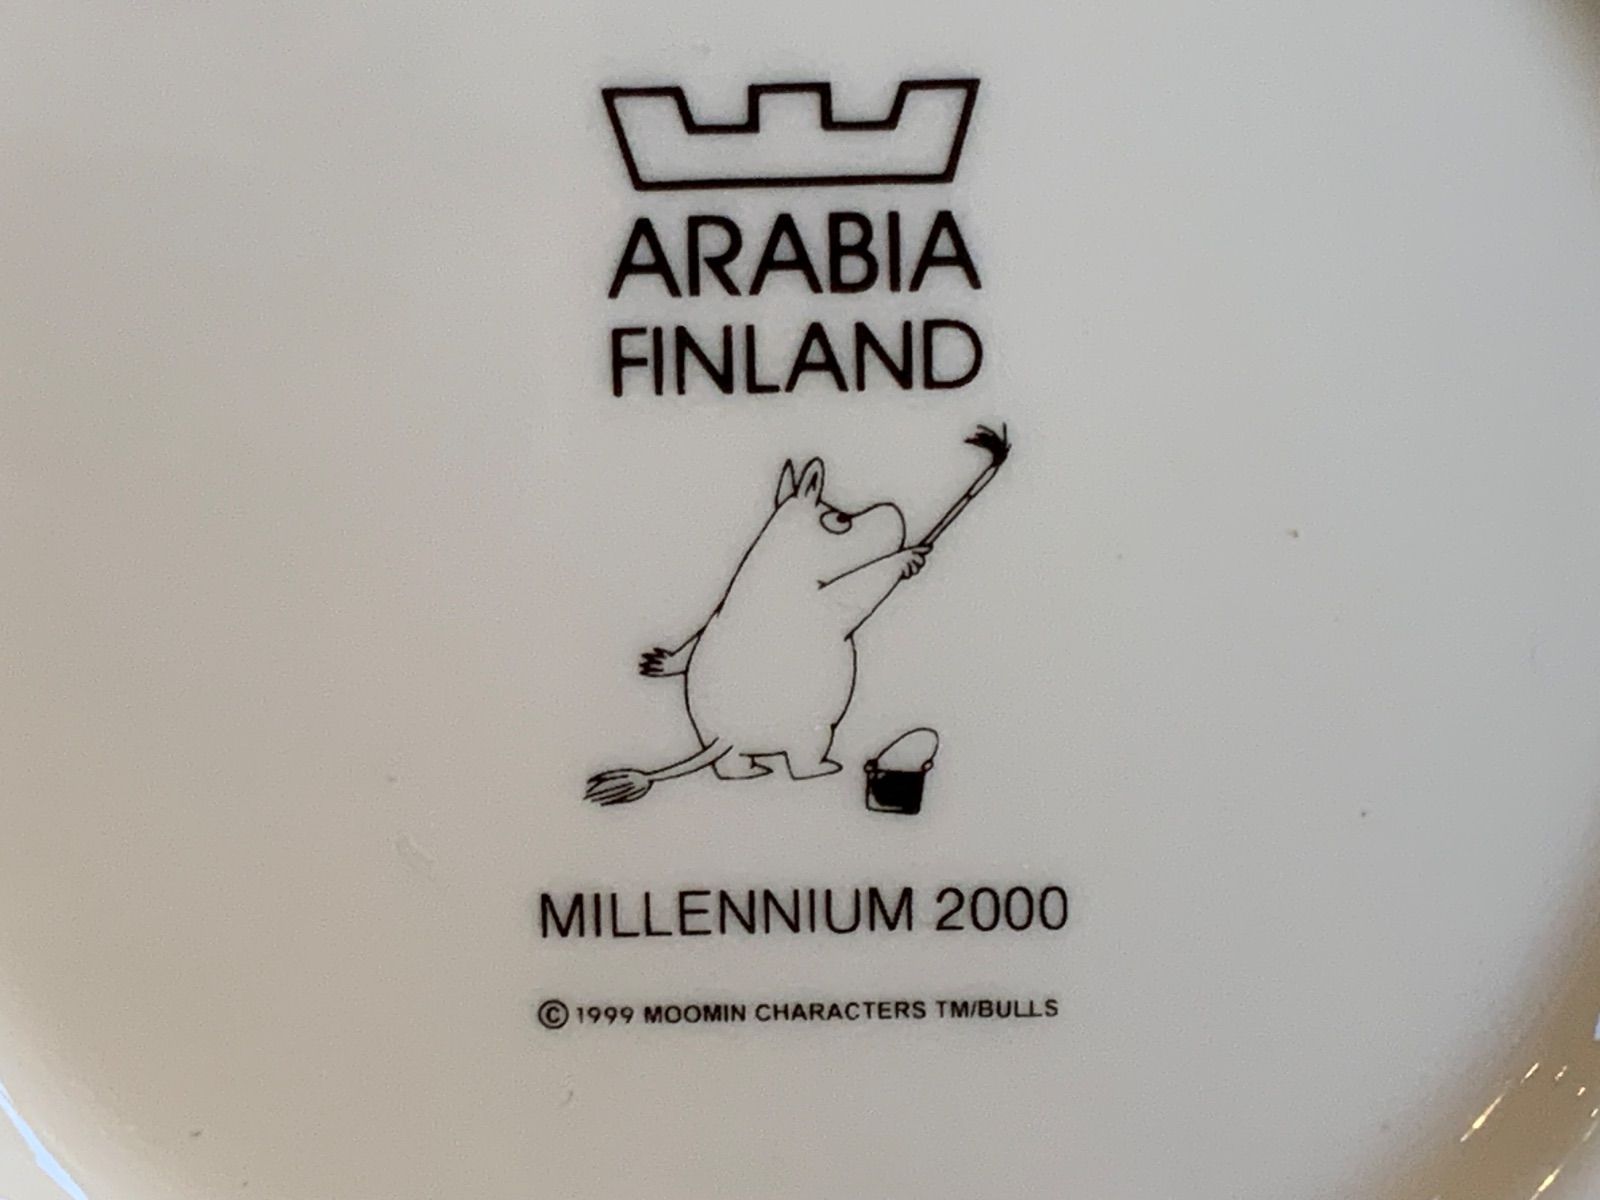 ARABIA
FINLAND
MILLENNIUM 2000
© 1999 MOOMIN CHARACTERS TM/BULLS